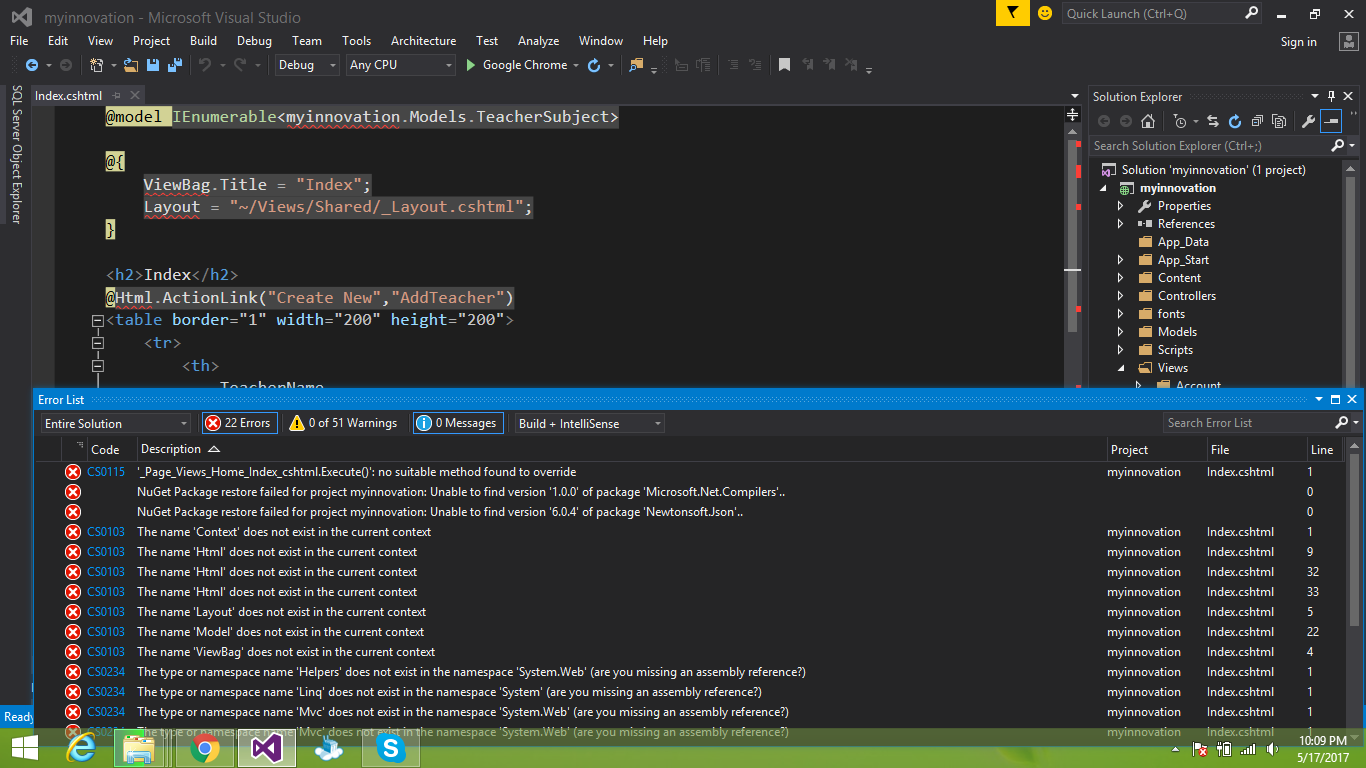 myinnovation - Microsoft Visual Studio
Quick Launch (Ctrl+Q)
File Edit View Project Build Debug Team Tools Architecture Test Analyze Window Help
Sign in
Debug Any CPU Google Chrome
SQL Server Object Explorer
Index.cshtml
@model IEnumerable<myinnovation.Models.TeacherSubject>
@{
ViewBag.Title = "Index";
Layout = "~/Views/Shared/_Layout.cshtml";
}
<h2>Index</h2>
@Html.ActionLink("Create New","AddTeacher")
<table border="1" width="200" height="200">
<tr>
<th>
TeacherName
Solution Explorer
Search Solution Explorer (Ctrl+;)
Solution 'myinnovation' (1 project)
myinnovation
Properties
References
App_Data
App_Start
Content
Controllers
fonts
Models
Scripts
Views
Account
Error List
Entire Solution 22 Errors 0 of 51 Warnings 0 Messages Build + IntelliSense Search Error List
Code Description Project File Line
CS0115 '_Page_Views_Home_Index_cshtml.Execute()': no suitable method found to override myinnovation Index.cshtml 1
NuGet Package restore failed for project myinnovation: Unable to find version '1.0.0' of package 'Microsoft.Net.Compilers'.. 0
NuGet Package restore failed for project myinnovation: Unable to find version '6.0.4' of package 'Newtonsoft.Json'.. 0
CS0103 The name 'Context' does not exist in the current context myinnovation Index.cshtml 1
CS0103 The name 'Html' does not exist in the current context myinnovation Index.cshtml 9
CS0103 The name 'Html' does not exist in the current context myinnovation Index.cshtml 32
CS0103 The name 'Html' does not exist in the current context myinnovation Index.cshtml 33
CS0103 The name 'Layout' does not exist in the current context myinnovation Index.cshtml 5
CS0103 The name 'Model' does not exist in the current context myinnovation Index.cshtml 22
CS0103 The name 'ViewBag' does not exist in the current context myinnovation Index.cshtml 4
CS0234 The type or namespace name 'Helpers' does not exist in the namespace 'System.Web' (are you missing an assembly reference?) myinnovation Index.cshtml 1
CS0234 The type or namespace name 'Linq' does not exist in the namespace 'System' (are you missing an assembly reference?) myinnovation Index.cshtml 1
CS0234 The type or namespace name 'Mvc' does not exist in the namespace 'System.Web' (are you missing an assembly reference?) myinnovation Index.cshtml 1
CS0234 The type or namespace name 'Mvc' does not exist in the namespace 'System.Web' (are you missing an assembly reference?) myinnovation Index.cshtml 1
Ready
10:09 PM
5/17/2017